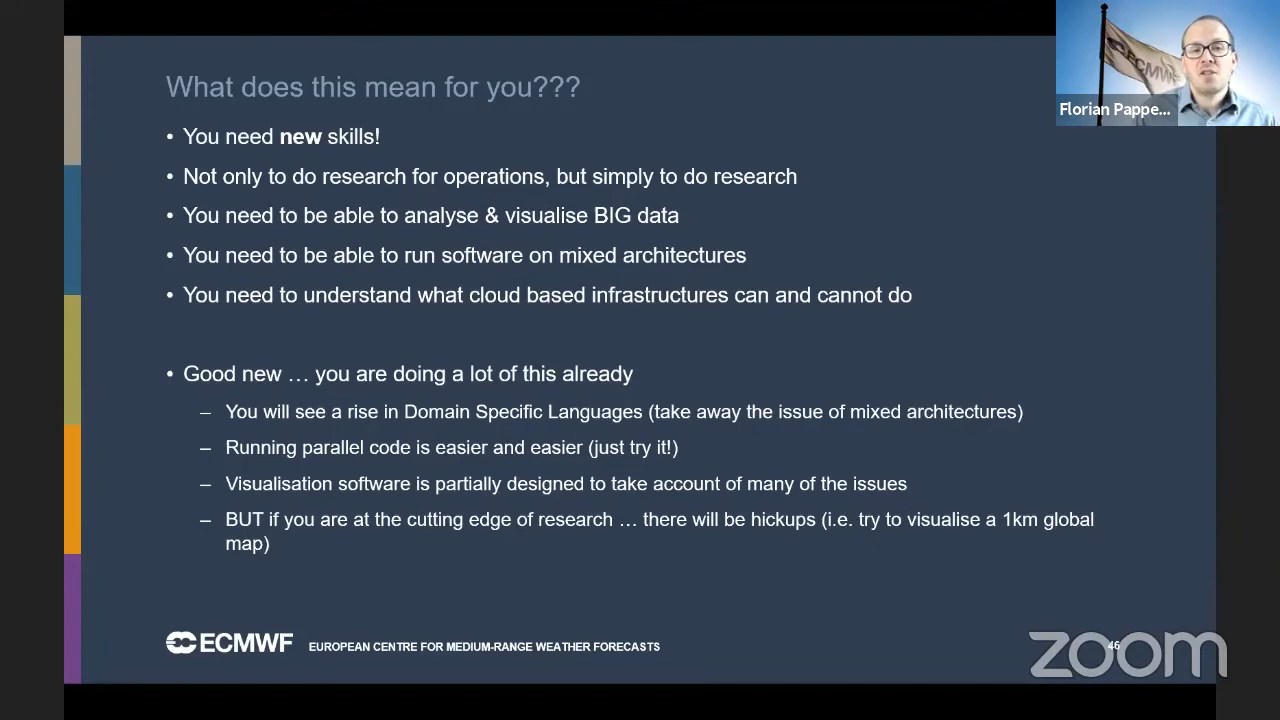 What does this mean for you???
• You need new skills!
• Not only to do research for operations, but simply to do research
• You need to be able to analyse & visualise BIG data
• You need to be able to run software on mixed architectures
• You need to understand what cloud based infrastructures can and cannot do
• Good new … you are doing a lot of this already
– You will see a rise in Domain Specific Languages (take away the issue of mixed architectures)
– Running parallel code is easier and easier (just try it!)
– Visualisation software is partially designed to take account of many of the issues
– BUT if you are at the cutting edge of research … there will be hickups (i.e. try to visualise a 1km global
map)
ECMWF EUROPEAN CENTRE FOR MEDIUM-RANGE WEATHER FORECASTS
46
zoom
ECMWF
Florian Pappe...